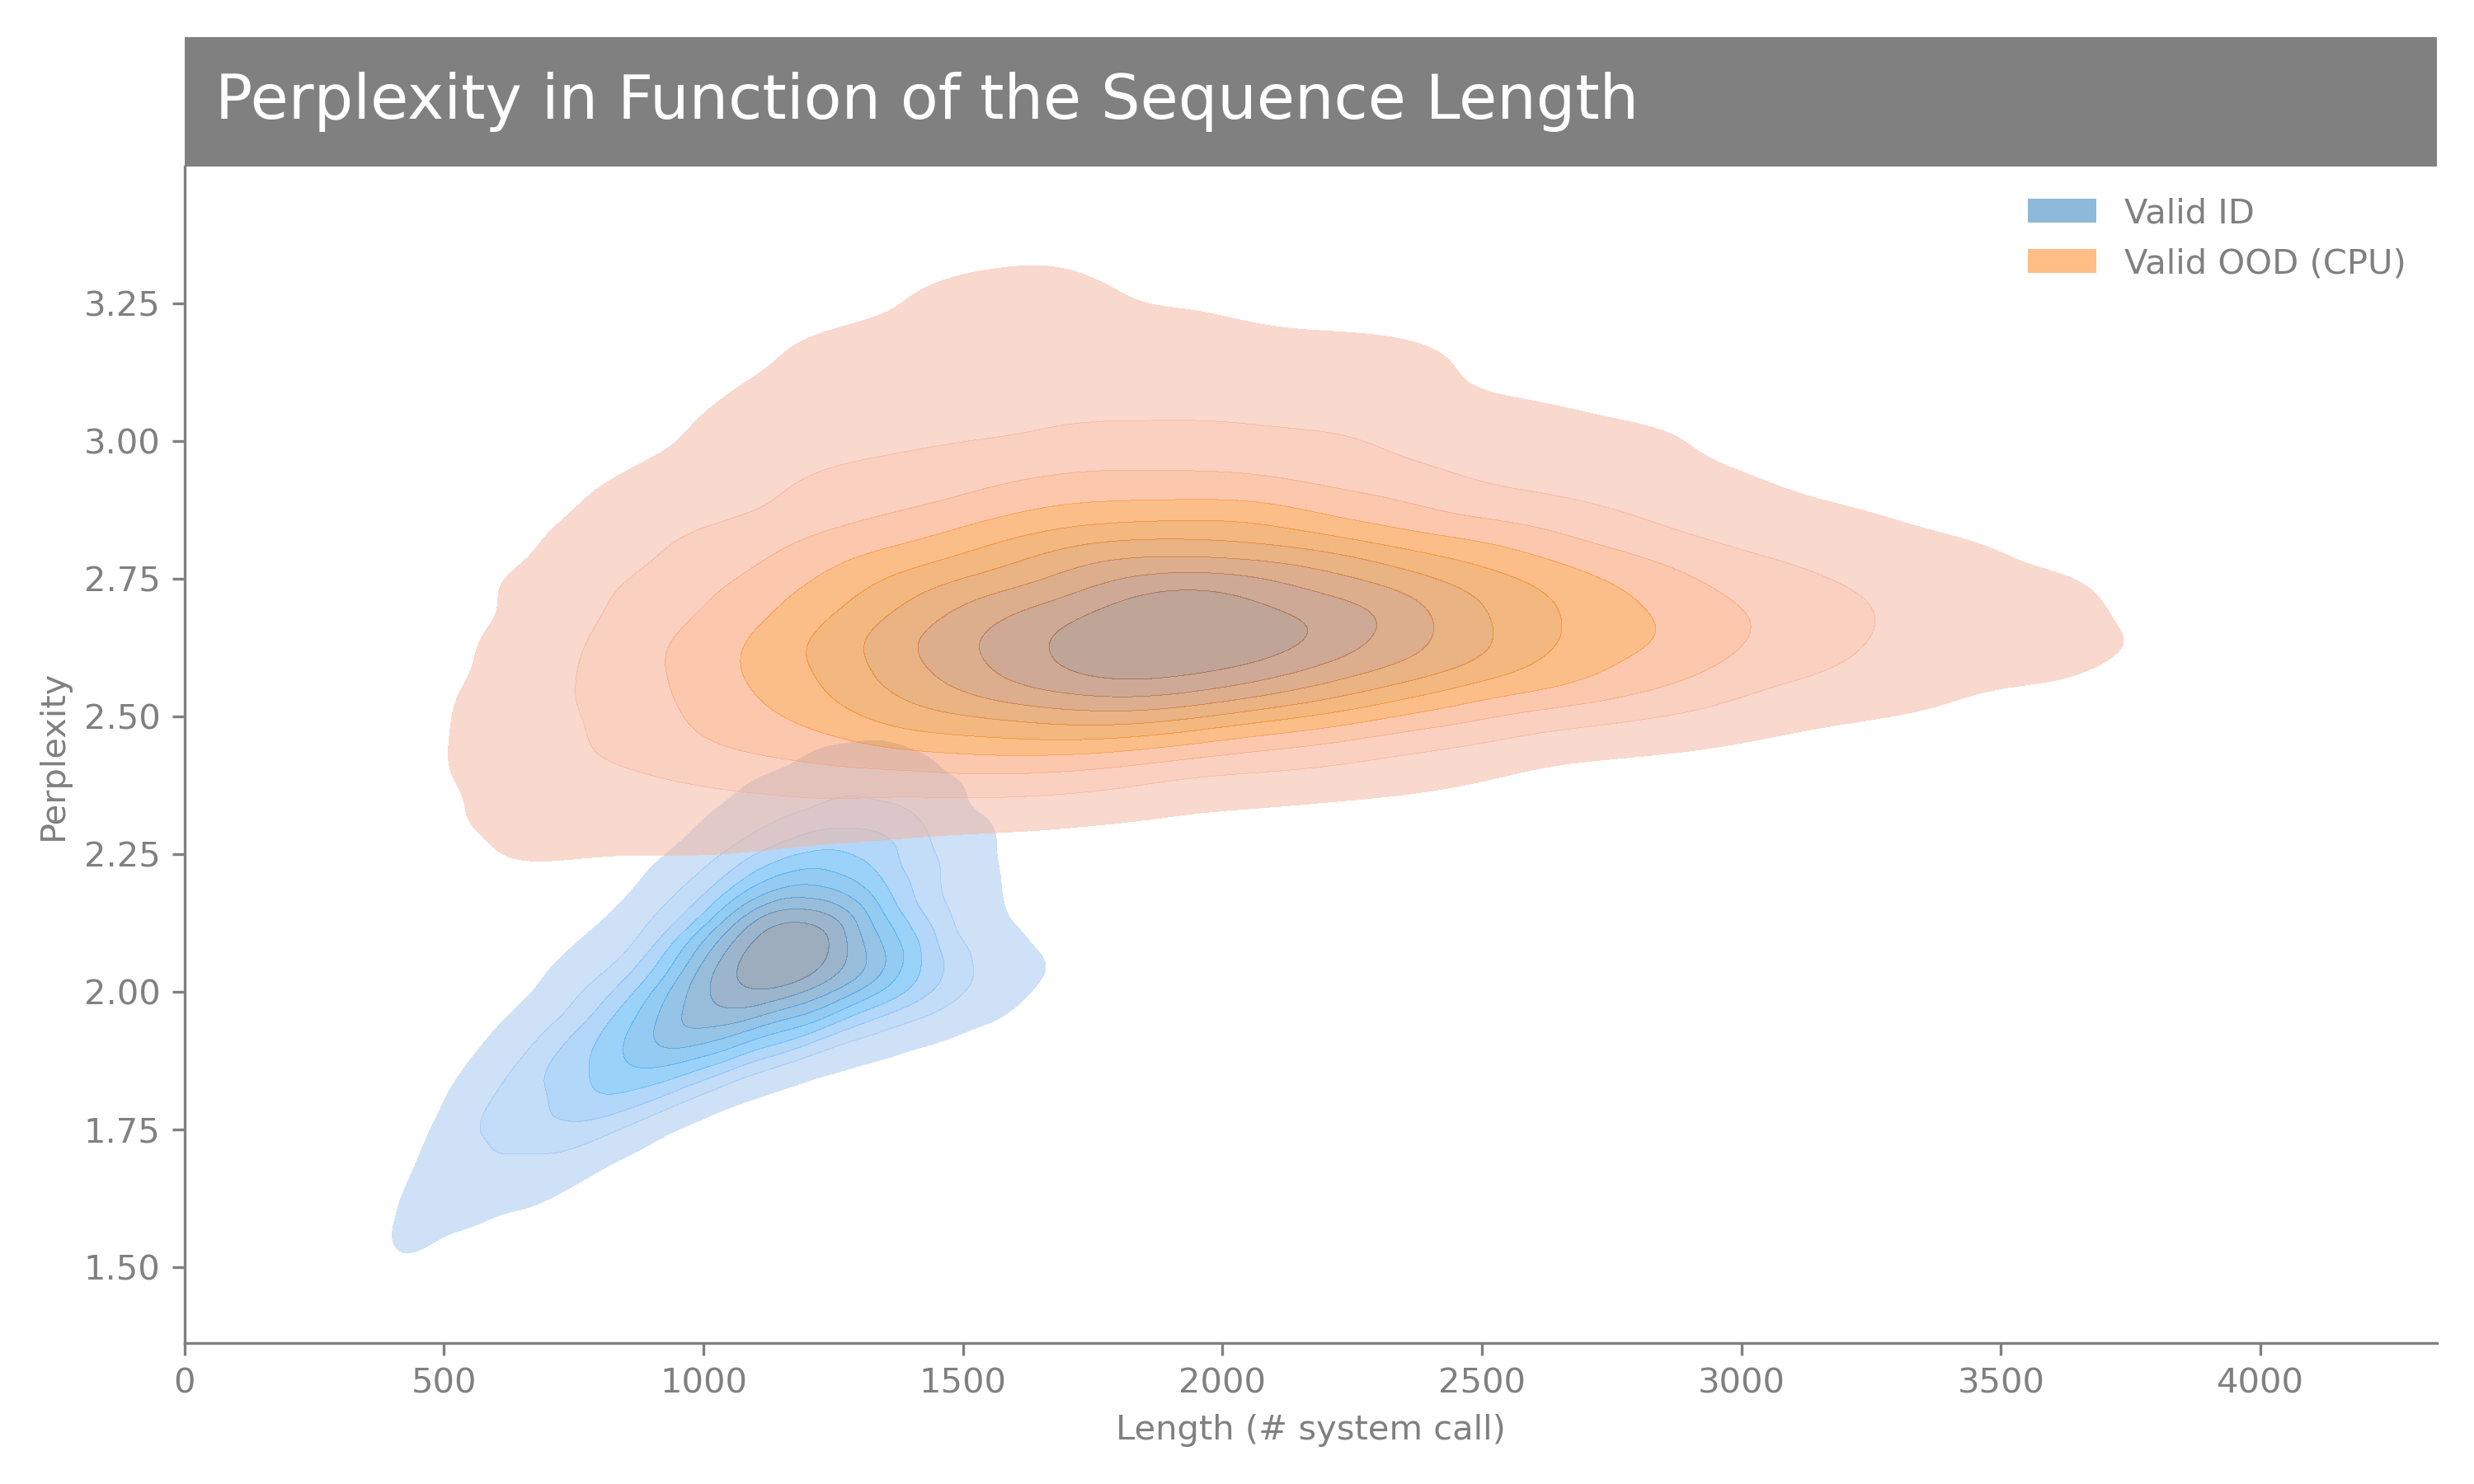 Perplexity in Function of the Sequence Length
Valid ID
Valid OOD (CPU)
3.25
3.00
2.75
2.50
2.25
2.00
1.75
1.50
Perplexity
0 500 1000 1500 2000 2500 3000 3500 4000
Length (# system call)